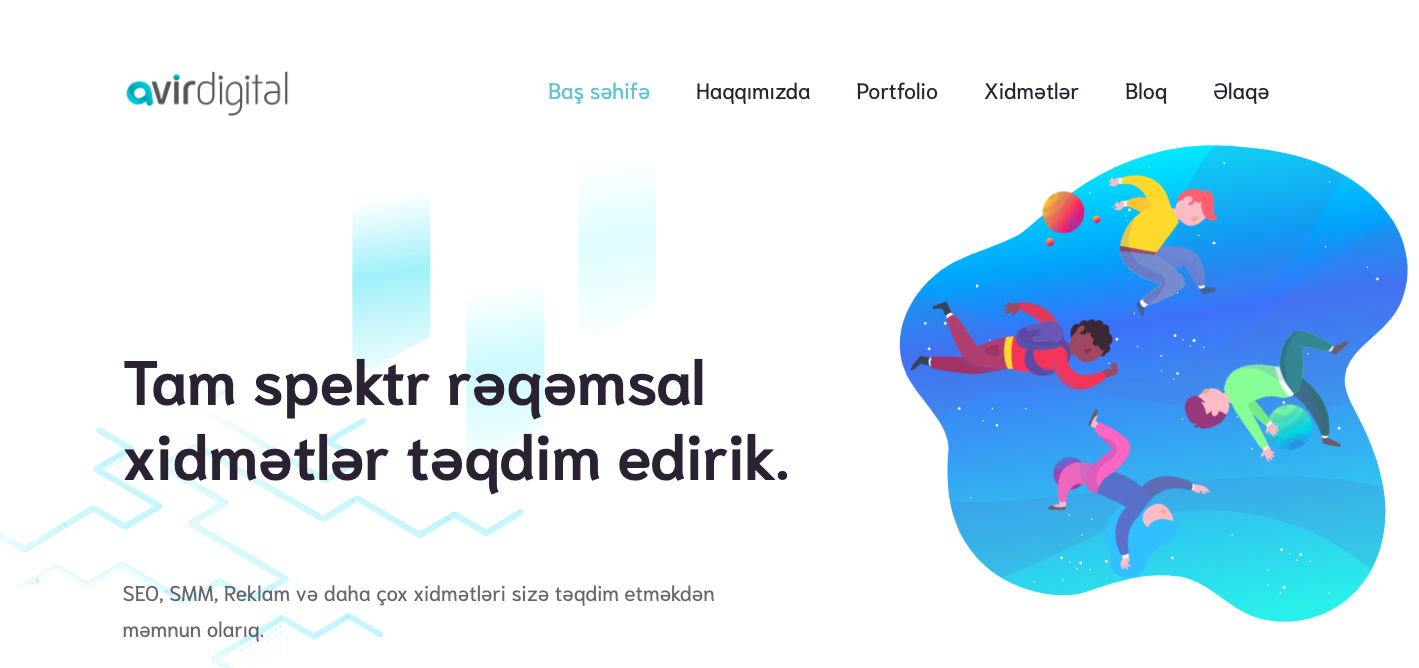 avirdigital
Baş səhifə Haqqımızda Portfolio Xidmətlər Bloq Əlaqə
Tam spektr rəqəmsal
xidmətlər təqdim edirik.
SEO, SMM, Reklam və daha çox xidmətləri sizə təqdim etməkdən
məmnun olarıq.